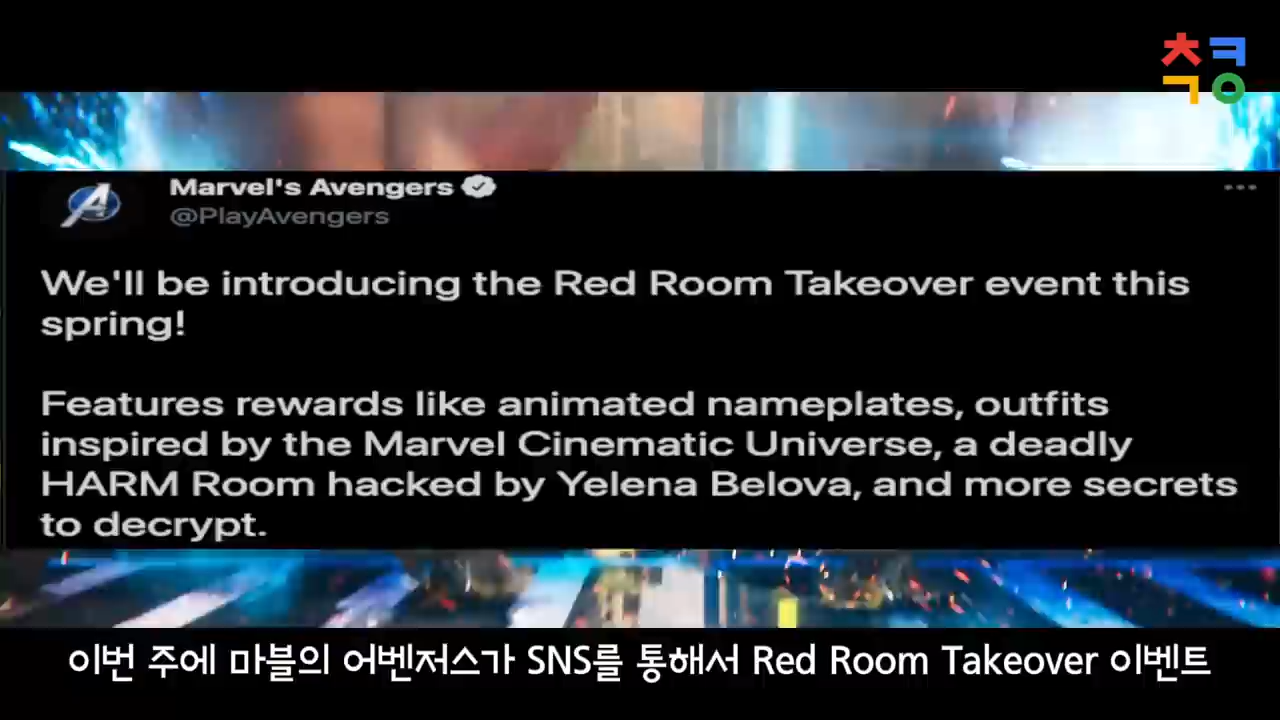 츠쿵
Marvel's Avengers
@PlayAvengers
We'll be introducing the Red Room Takeover event this
spring!
Features rewards like animated nameplates, outfits
inspired by the Marvel Cinematic Universe, a deadly
HARM Room hacked by Yelena Belova, and more secrets
to decrypt.
이번 주에 마블의 어벤저스가 SNS를 통해서 Red Room Takeover 이벤트